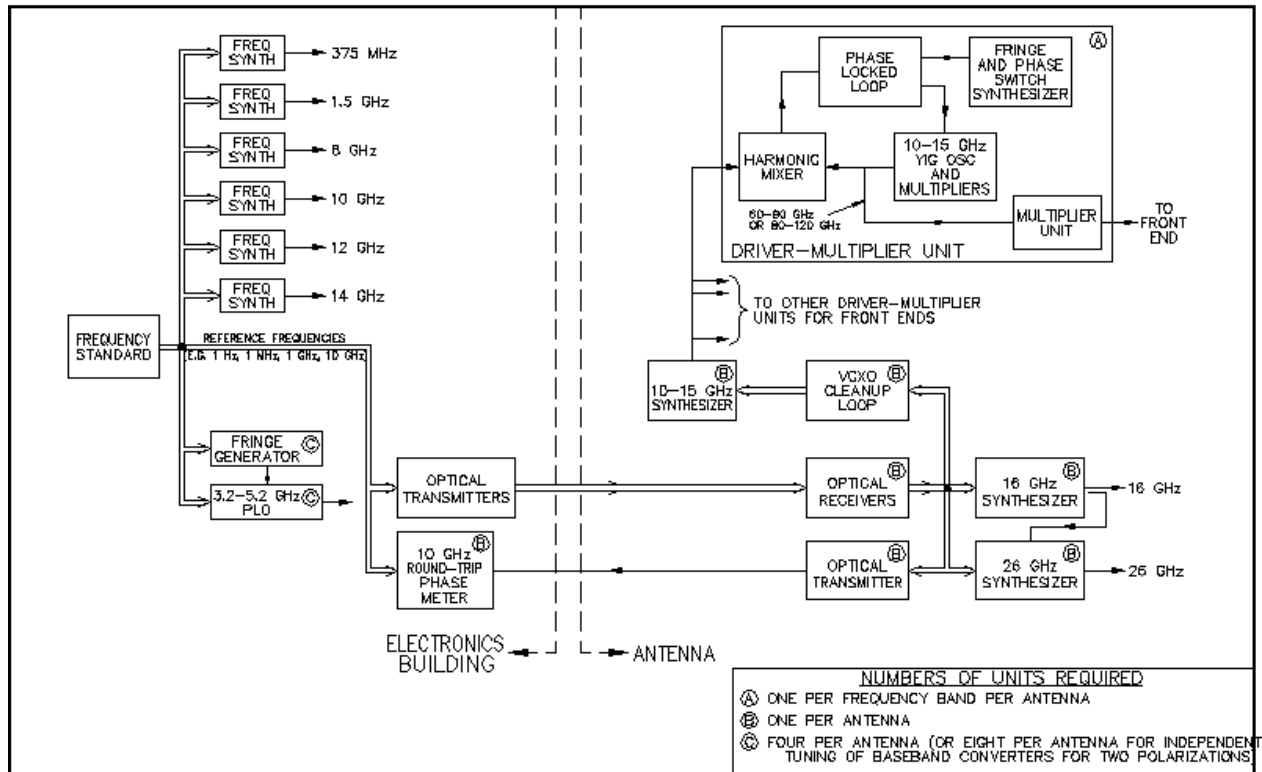 FREQ
SYNTH
375 MHz
FREQ
SYNTH
1.5 GHz
FREQ
SYNTH
8 GHz
FREQ
SYNTH
10 GHz
FREQ
SYNTH
12 GHz
FREQ
SYNTH
14 GHz
FREQUENCY
STANDARD
REFERENCE FREQUENCIES
(E.G. 1 Hz, 1 MHz, 1 GHz, 10 GHz)
FRINGE
GENERATOR
Ⓒ
3.2–5.2 GHz
PLO
Ⓒ
OPTICAL
TRANSMITTERS
10 GHz
ROUND-TRIP
PHASE
METER
Ⓑ
ELECTRONICS
BUILDING
ANTENNA
Ⓐ
PHASE
LOCKED
LOOP
FRINGE
AND PHASE
SWITCH
SYNTHESIZER
HARMONIC
MIXER
10–15 GHz
YIG OSC
AND
MULTIPLIERS
60–90 GHz
OR 80–120 GHz
MULTIPLIER
UNIT
TO
FRONT
END
DRIVER–MULTIPLIER UNIT
TO OTHER DRIVER–MULTIPLIER
UNITS FOR FRONT ENDS
10–15 GHz
SYNTHESIZER
Ⓑ
VCXO
CLEANUP
LOOP
Ⓑ
OPTICAL
RECEIVERS
Ⓑ
16 GHz
SYNTHESIZER
Ⓑ
16 GHz
OPTICAL
TRANSMITTER
Ⓑ
26 GHz
SYNTHESIZER
Ⓑ
26 GHz
NUMBERS OF UNITS REQUIRED
Ⓐ ONE PER FREQUENCY BAND PER ANTENNA
Ⓑ ONE PER ANTENNA
Ⓒ FOUR PER ANTENNA (OR EIGHT PER ANTENNA FOR INDEPENDENT
TUNING OF BASEBAND CONVERTERS FOR TWO POLARIZATIONS)